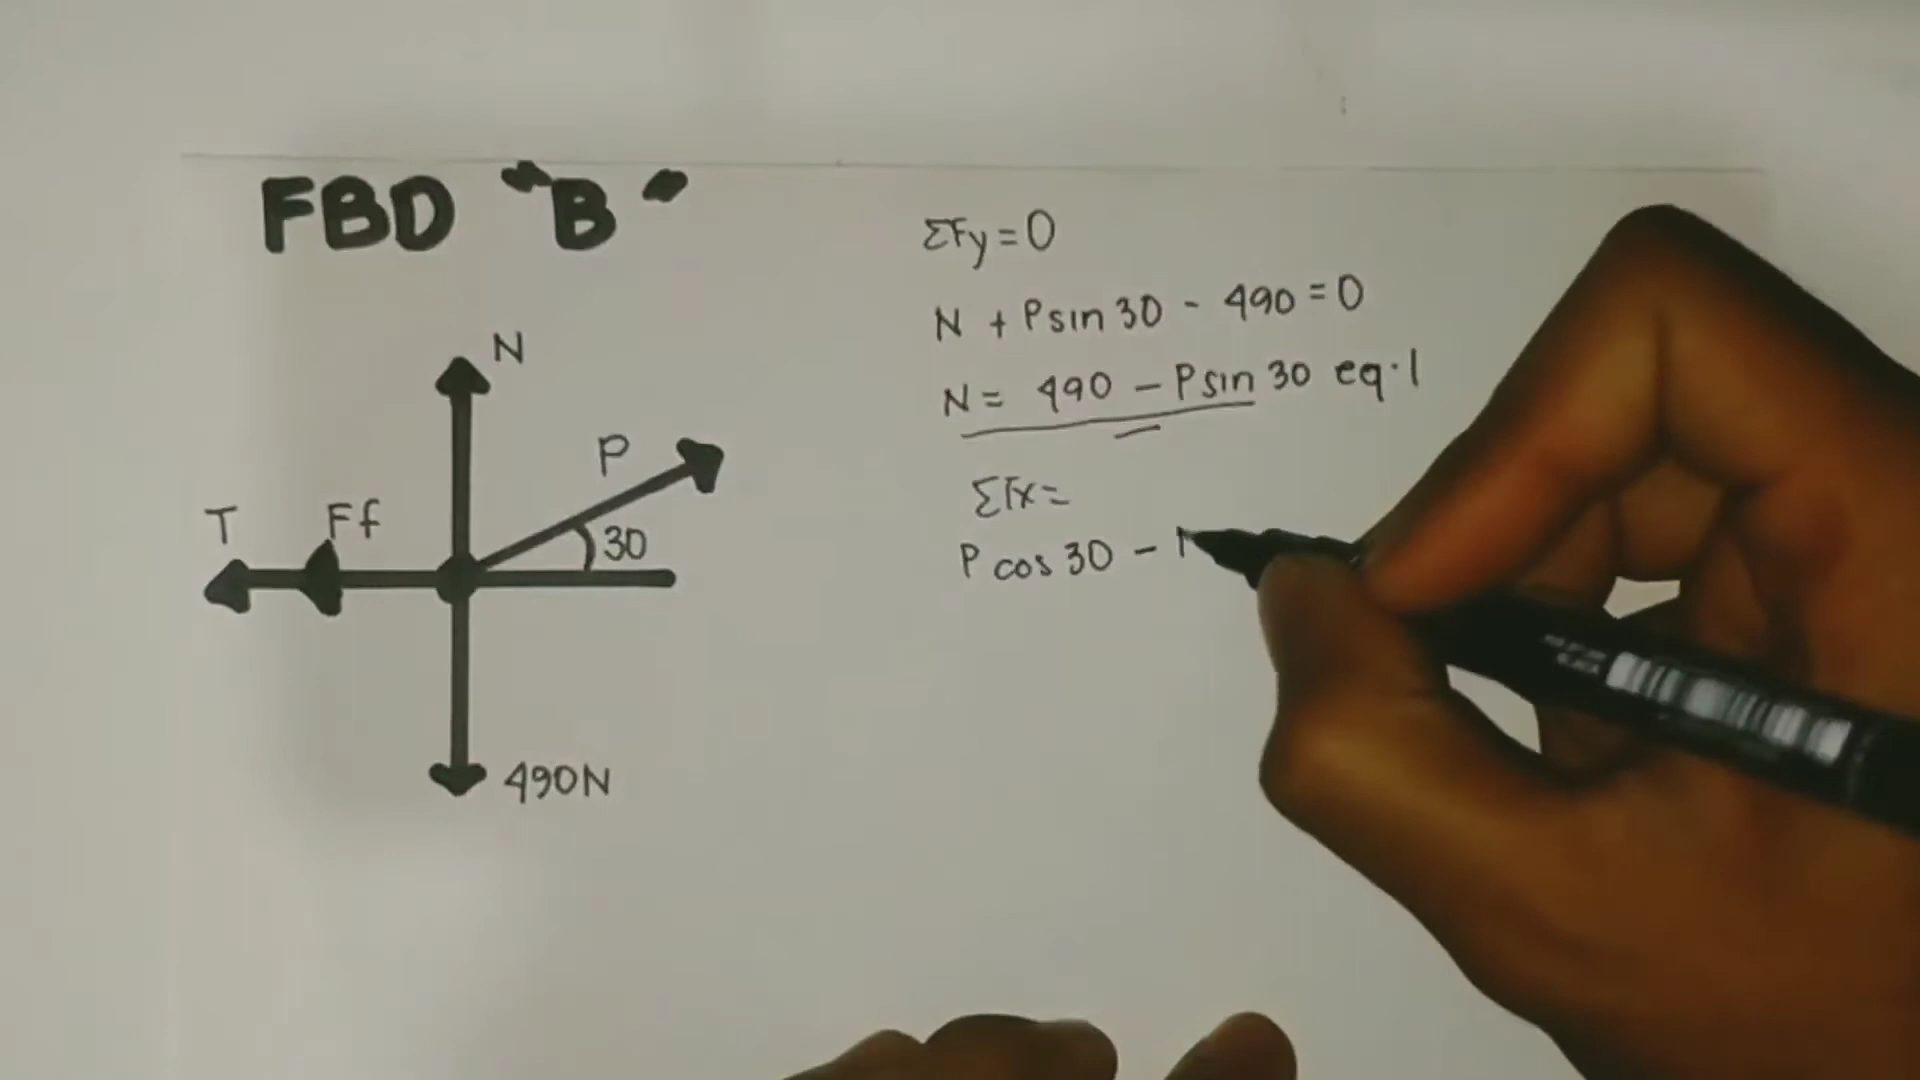 FBD "B"
N
P
T
Ff
30
490N
ΣFy=0
N + Psin 30 - 490 = 0
N = 490 - Psin 30 eq.1
ΣFx=
P cos 30 -